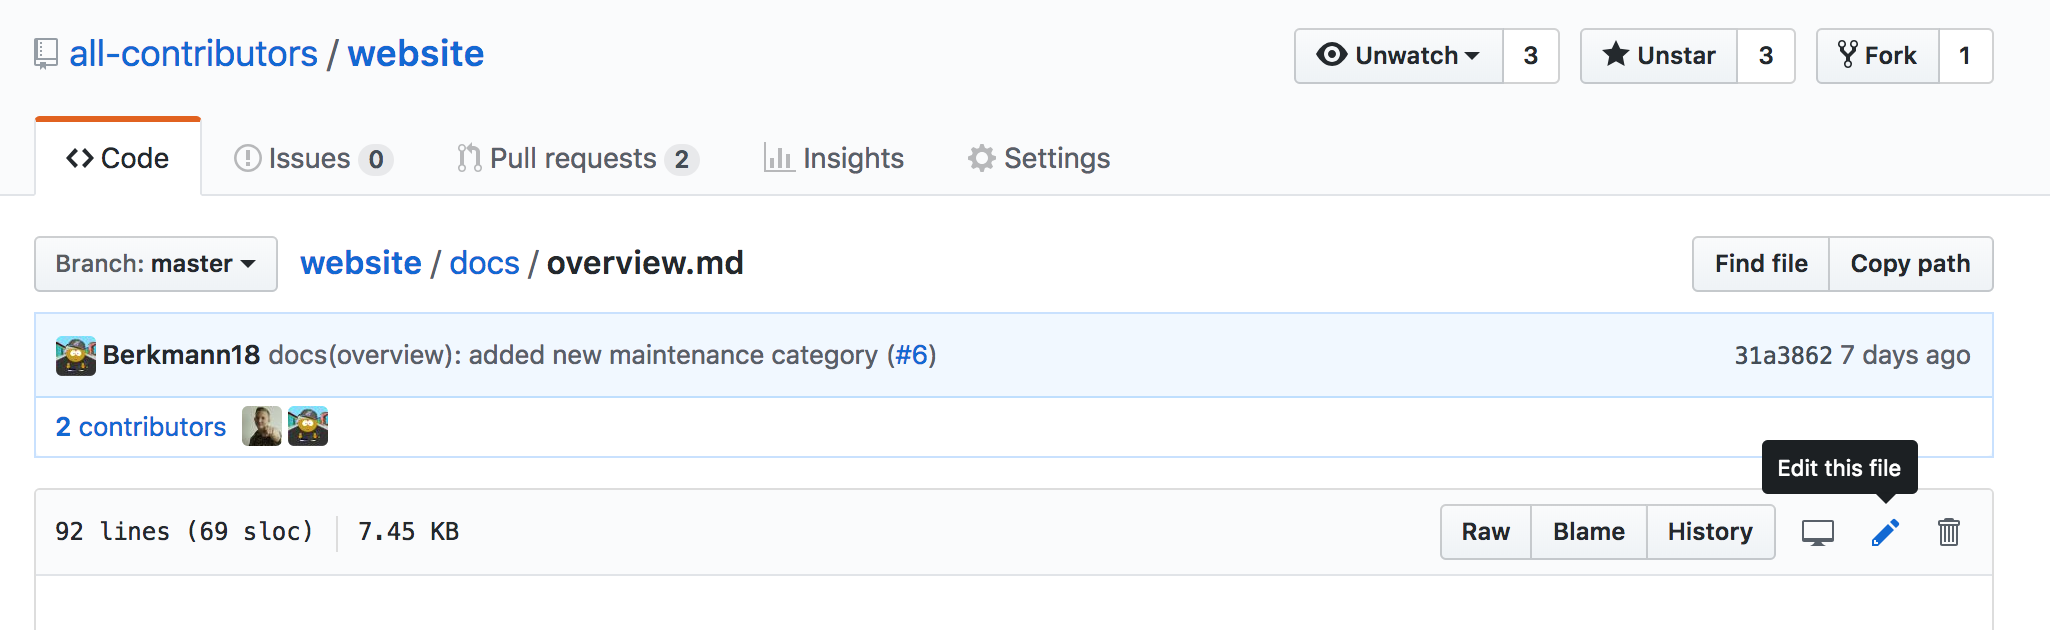 all-contributors / website
Unwatch 3 Unstar 3 Fork 1
Code Issues 0 Pull requests 2 Insights Settings
Branch: master website / docs / overview.md Find file Copy path
Berkmann18 docs(overview): added new maintenance category (#6) 31a3862 7 days ago
2 contributors
Edit this file
92 lines (69 sloc) 7.45 KB Raw Blame History